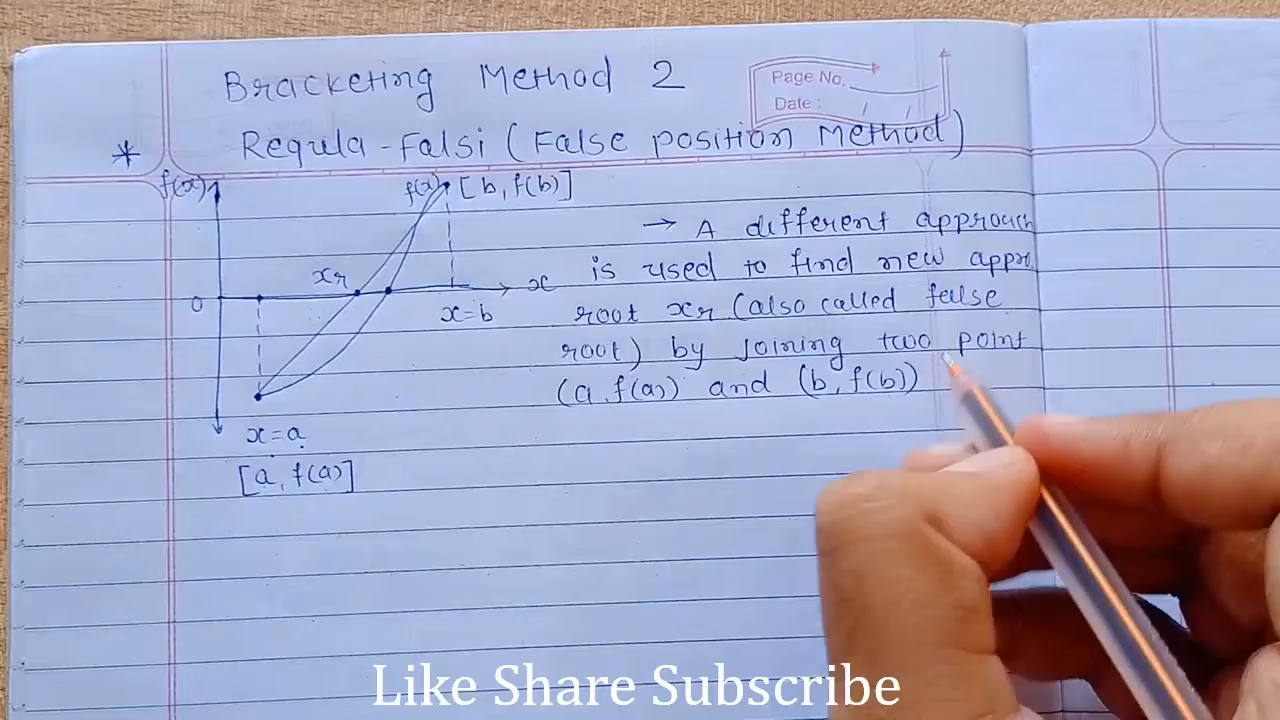 Bracketing Method 2
Page No.
Date : / /
* Regula-Falsi (False position Method)
f(x)
f(x) [b, f(b)]
→ A different approach
is used to find new appro.
root xr (also called false
root) by joining two point
(a, f(a)) and (b, f(b))
xr
x
0
x=b
x=a
[a, f(a)]
Like Share Subscribe